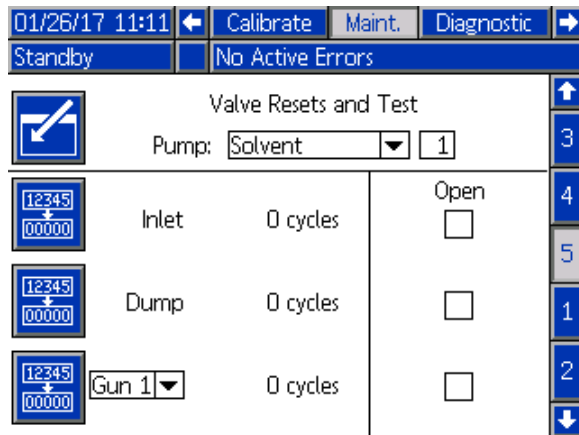 01/26/17 11:11 Calibrate Maint. Diagnostic
Standby No Active Errors
Valve Resets and Test
Pump: Solvent 1
3
Open
4
12345
00000
Inlet 0 cycles
5
12345
00000
Dump 0 cycles
1
12345
00000
Gun 1 0 cycles
2